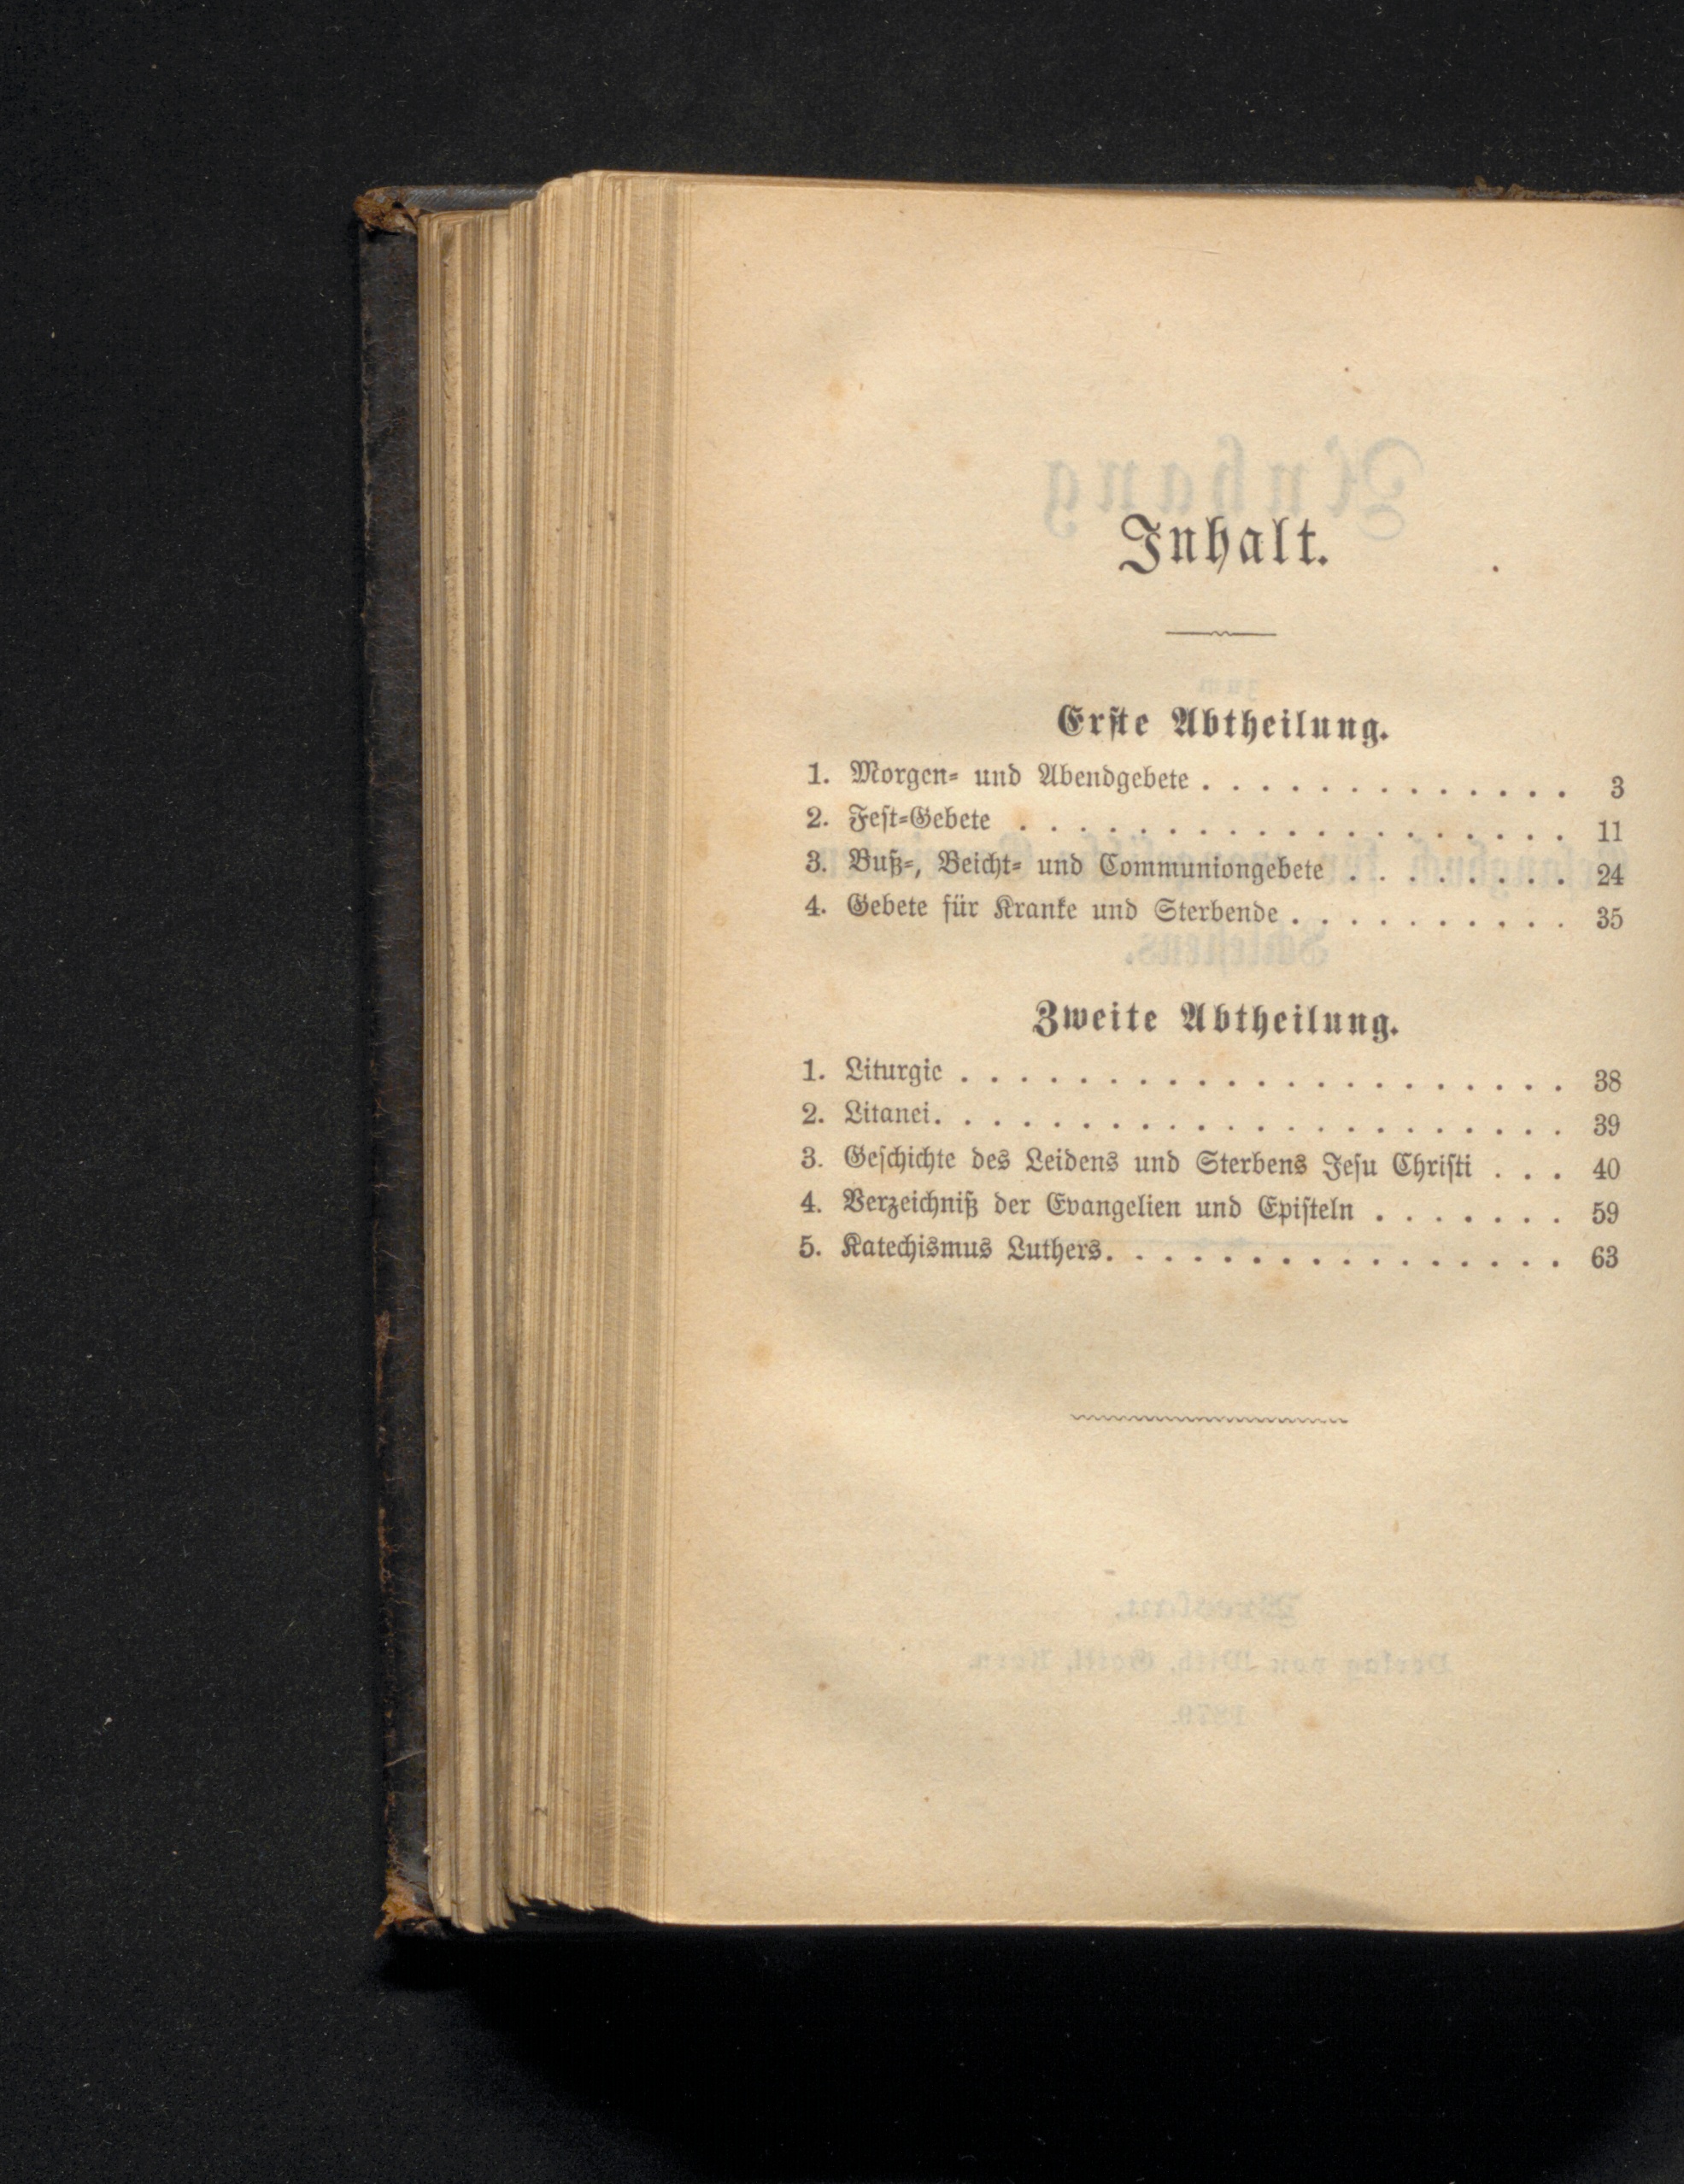 Inhalt.
Erste Abtheilung.
1. Morgen- und Abendgebete . . . . . . . . . . . . . 3
2. Fest-Gebete . . . . . . . . . . . . . . . . . . . 11
3. Buß-, Beicht- und Communiongebete . . . . . . . . 24
4. Gebete für Kranke und Sterbende . . . . . . . . . . 35
Zweite Abtheilung.
1. Liturgie . . . . . . . . . . . . . . . . . . . . . 38
2. Litanei . . . . . . . . . . . . . . . . . . . . . . 39
3. Geschichte des Leidens und Sterbens Jesu Christi . . . 40
4. Verzeichniß der Evangelien und Episteln . . . . . . . 59
5. Katechismus Luthers . . . . . . . . . . . . . . . . 63